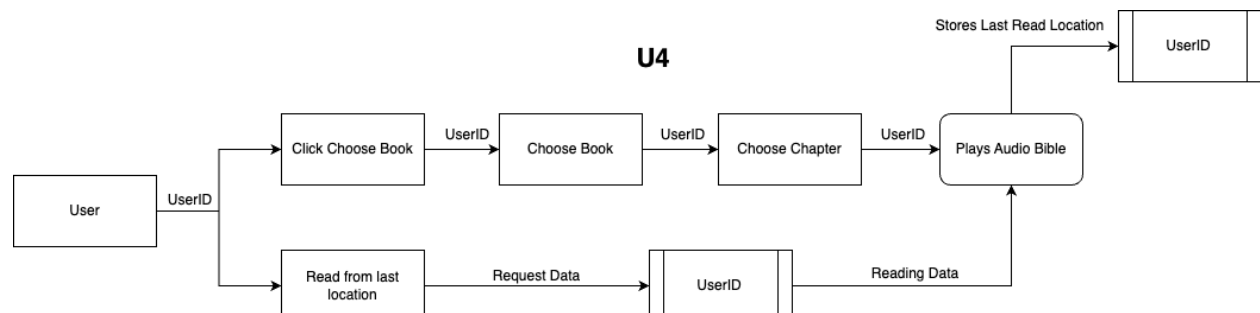 Stores Last Read Location
UserID
U4
Click Choose Book
UserID
Choose Book
UserID
Choose Chapter
UserID
Plays Audio Bible
User
UserID
Read from last
location
Request Data
UserID
Reading Data